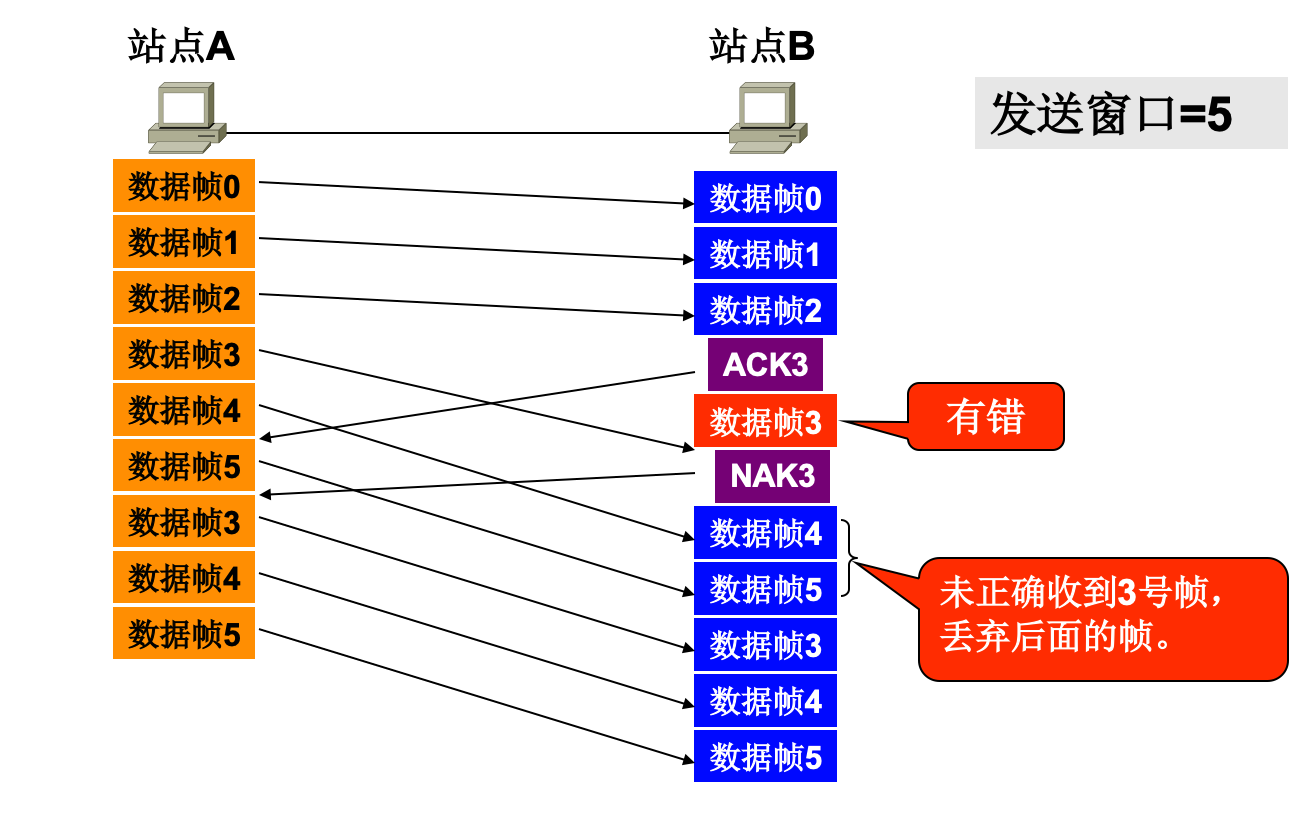 站点A
站点B
发送窗口=5
数据帧0
数据帧1
数据帧2
数据帧3
数据帧4
数据帧5
数据帧3
数据帧4
数据帧5
数据帧0
数据帧1
数据帧2
ACK3
数据帧3
有错
NAK3
数据帧4
数据帧5
未正确收到3号帧，
丢弃后面的帧。
数据帧3
数据帧4
数据帧5